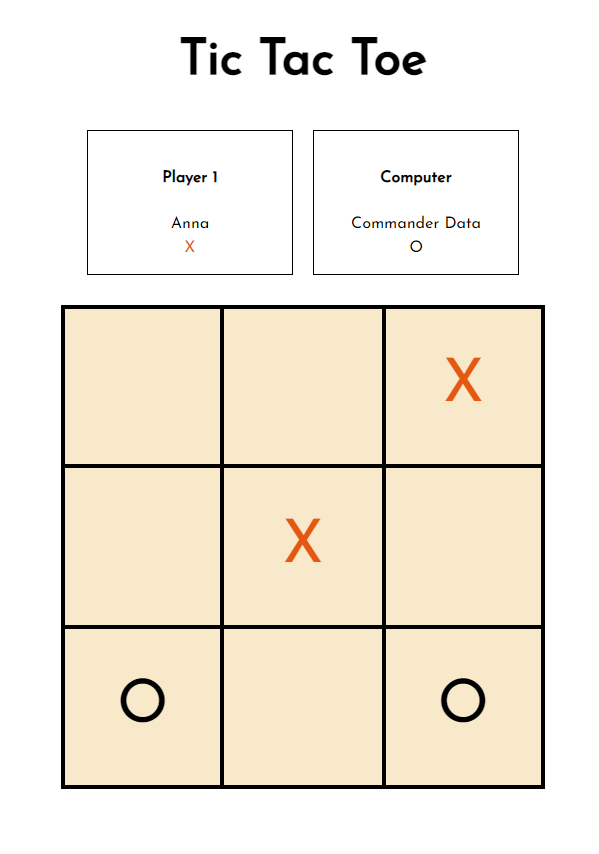 Tic Tac Toe
Player 1
Anna
X
Computer
Commander Data
O
X
X
O O